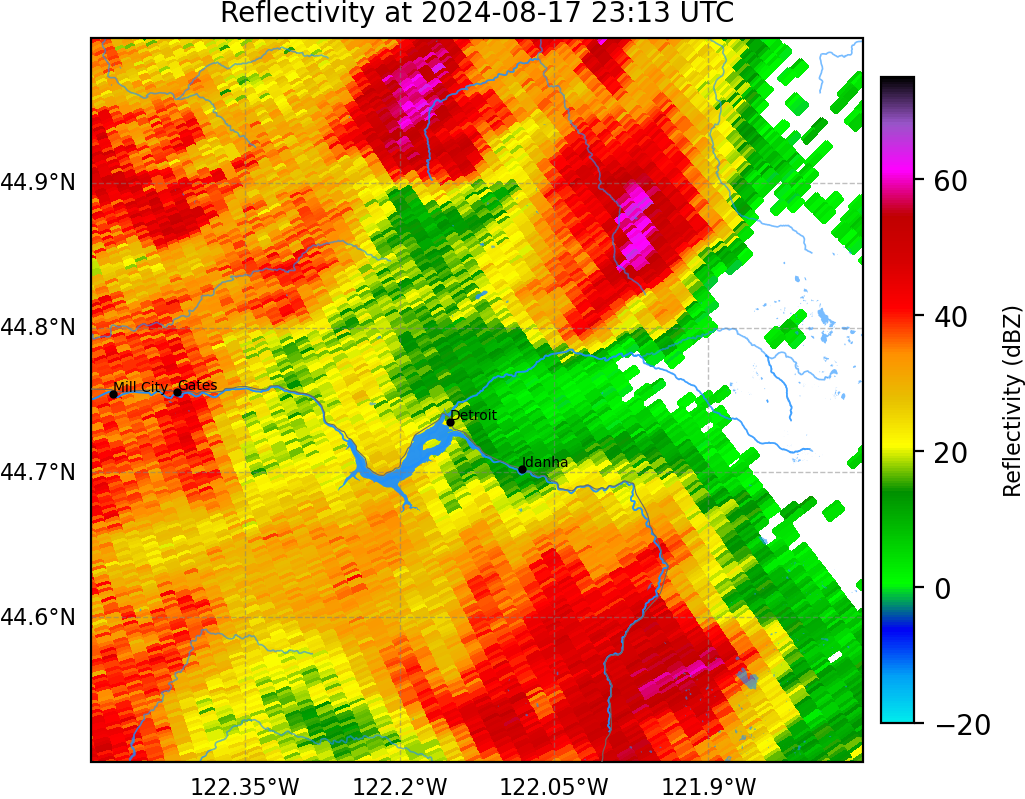 Reflectivity at 2024-08-17 23:13 UTC
44.9°N
44.8°N
44.7°N
44.6°N
122.35°W
122.2°W
122.05°W
121.9°W
Mill City
Gates
Detroit
Idanha
60
40
20
0
−20
Reflectivity (dBZ)